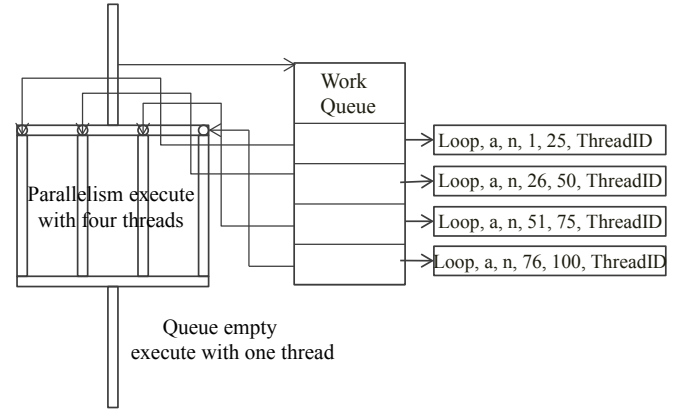 Work
Queue
Loop, a, n, 1, 25, ThreadID
Loop, a, n, 26, 50, ThreadID
Loop, a, n, 51, 75, ThreadID
Loop, a, n, 76, 100, ThreadID
Parallelism execute
with four threads
Queue empty
execute with one thread